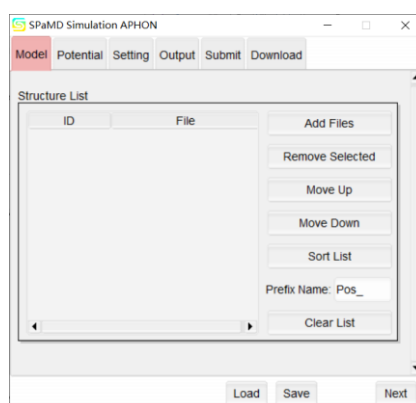 SPaMD Simulation APHON
Model Potential Setting Output Submit Download
Structure List
ID File
Add Files
Remove Selected
Move Up
Move Down
Sort List
Prefix Name: Pos_
Clear List
Load Save Next